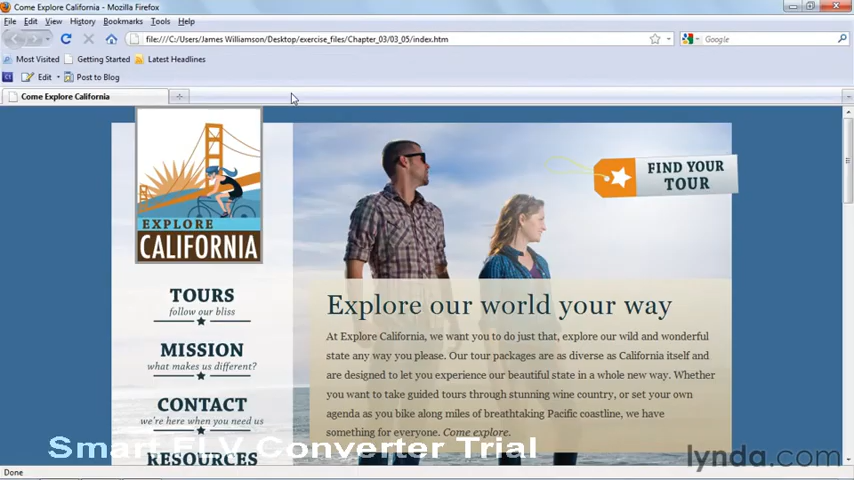 Come Explore California - Mozilla Firefox
File Edit View History Bookmarks Tools Help
file:///C:/Users/James Williamson/Desktop/exercise_files/Chapter_03/03_05/index.htm
Google
Most Visited Getting Started Latest Headlines
Edit Post to Blog
Come Explore California
FIND YOUR
TOUR
EXPLORE
CALIFORNIA
TOURS
follow our bliss
MISSION
what makes us different?
CONTACT
we're here when you need us
RESOURCES
Explore our world your way
At Explore California, we want you to do just that, explore our wild and wonderful
state any way you please. Our tour packages are as diverse as California itself and
are designed to let you experience our beautiful state in a whole new way. Whether
you want to take guided tours through stunning wine country, or set your own
agenda as you bike along miles of breathtaking Pacific coastline, we have
something for everyone. Come explore.
Smart FLV Converter Trial
lynda.com
Done